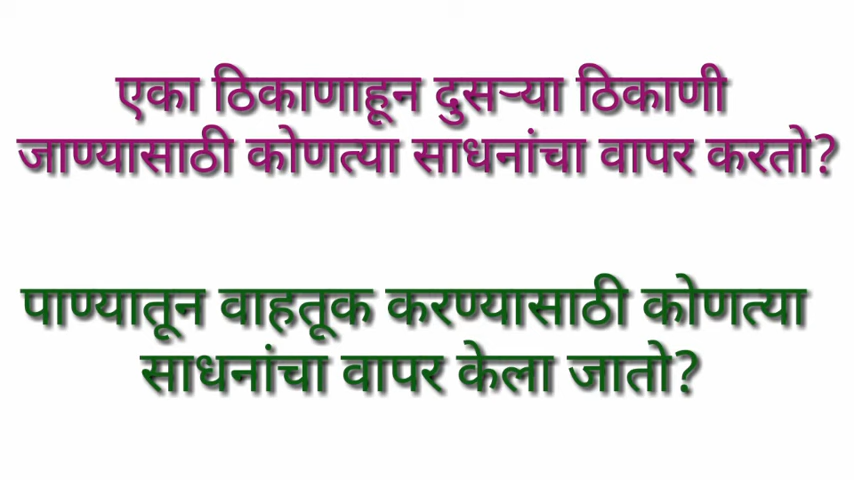 एका ठिकाणाहून दुसऱ्या ठिकाणी
जाण्यासाठी कोणत्या साधनांचा वापर करतो?
पाण्यातून वाहतूक करण्यासाठी कोणत्या
साधनांचा वापर केला जातो?